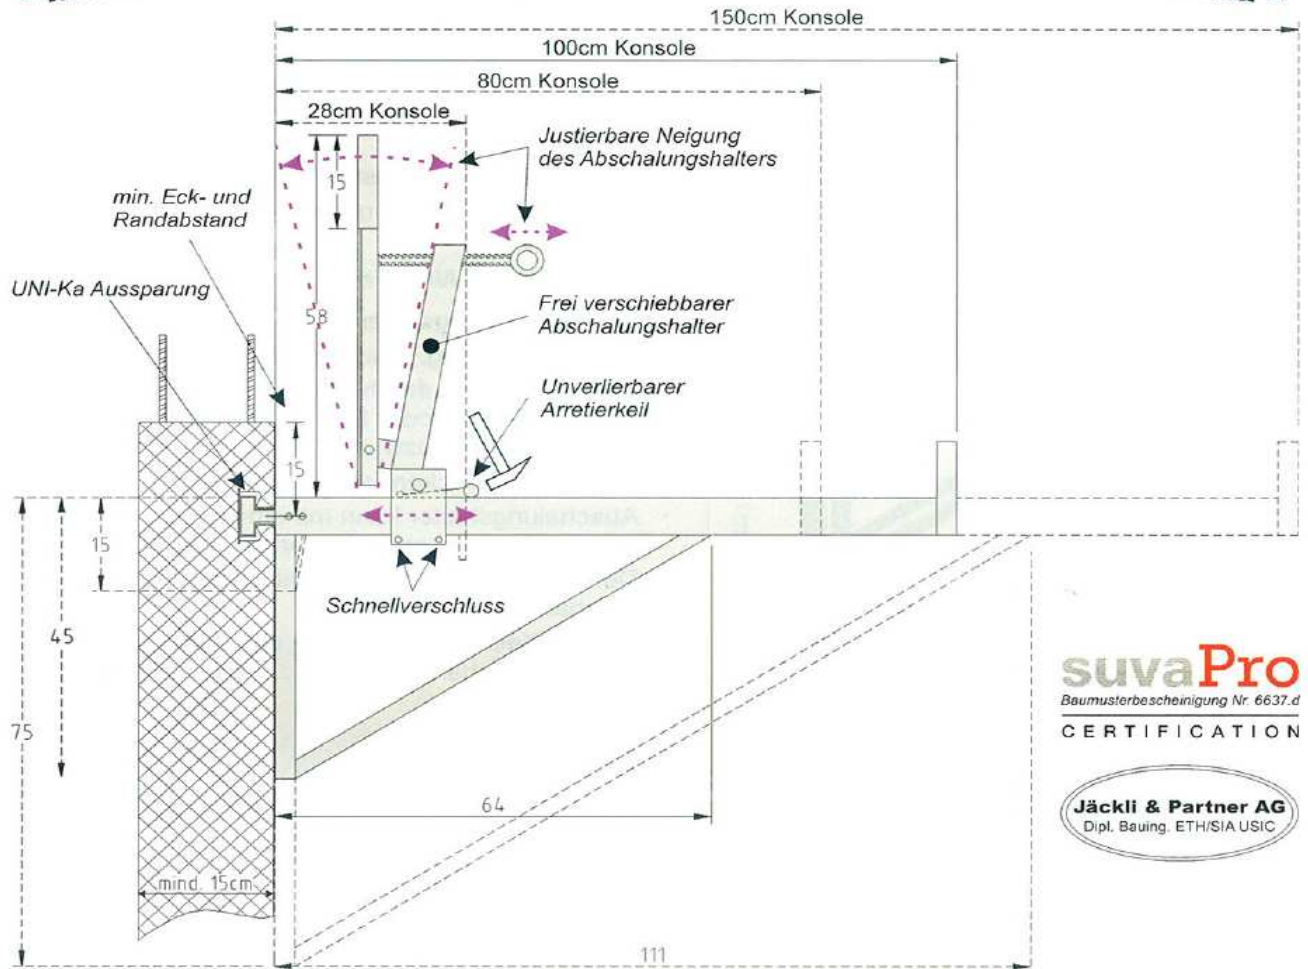 150cm Konsole
100cm Konsole
80cm Konsole
28cm Konsole
Justierbare Neigung
des Abschalungshalters
15
min. Eck- und
Randabstand
UNI-Ka Aussparung
58
Frei verschiebbarer
Abschalungshalter
Unverlierbarer
Arretierkeil
15
15
Schnellverschluss
45
75
64
mind. 15cm
111
suvaPro
Baumusterbescheinigung Nr. 6637.d
CERTIFICATION
Jäckli & Partner AG
Dipl. Bauing. ETH/SIA USIC